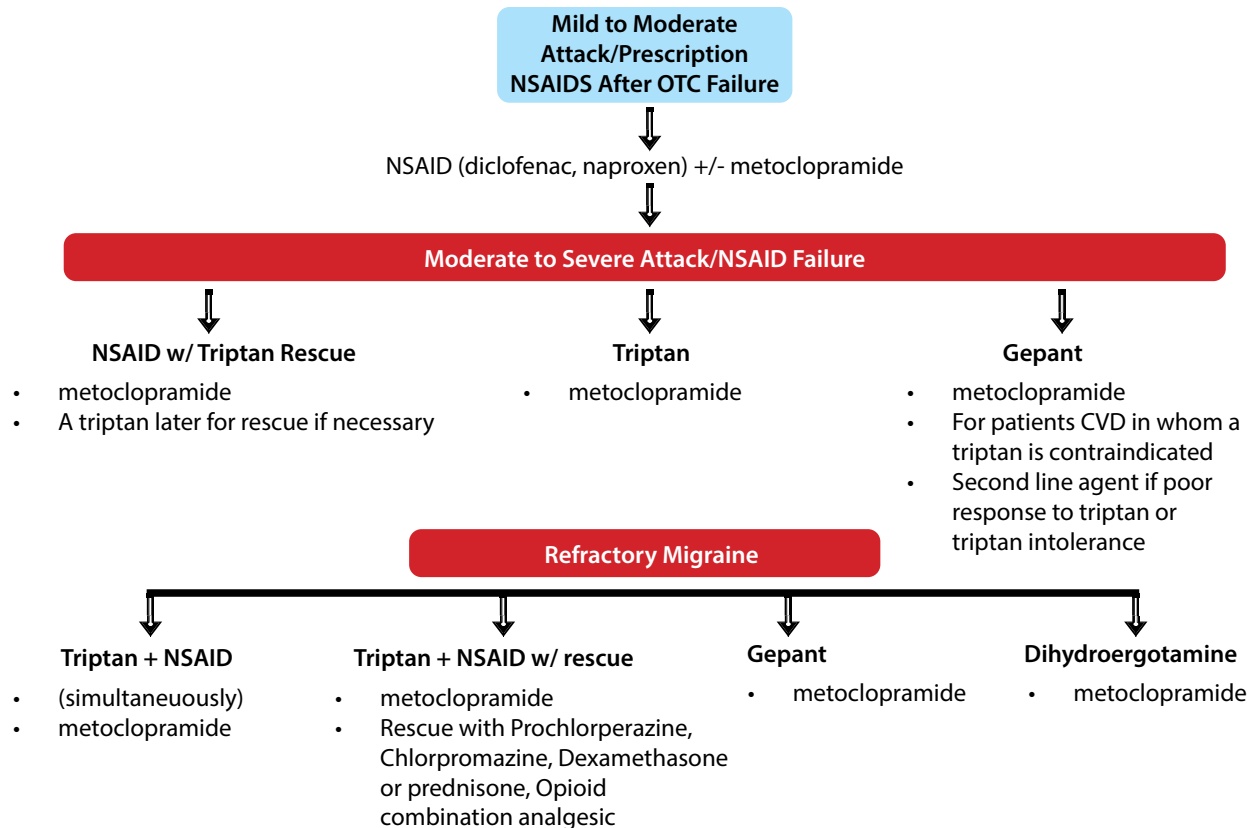 Mild to Moderate
Attack/Prescription
NSAIDS After OTC Failure
NSAID (diclofenac, naproxen) +/- metoclopramide
Moderate to Severe Attack/NSAID Failure
NSAID w/ Triptan Rescue
• metoclopramide
• A triptan later for rescue if necessary
Triptan
• metoclopramide
Gepant
• metoclopramide
• For patients CVD in whom a
triptan is contraindicated
• Second line agent if poor
response to triptan or
triptan intolerance
Refractory Migraine
Triptan + NSAID
• (simultaneuously)
• metoclopramide
Triptan + NSAID w/ rescue
• metoclopramide
• Rescue with Prochlorperazine,
Chlorpromazine, Dexamethasone
or prednisone, Opioid
combination analgesic
Gepant
• metoclopramide
Dihydroergotamine
• metoclopramide